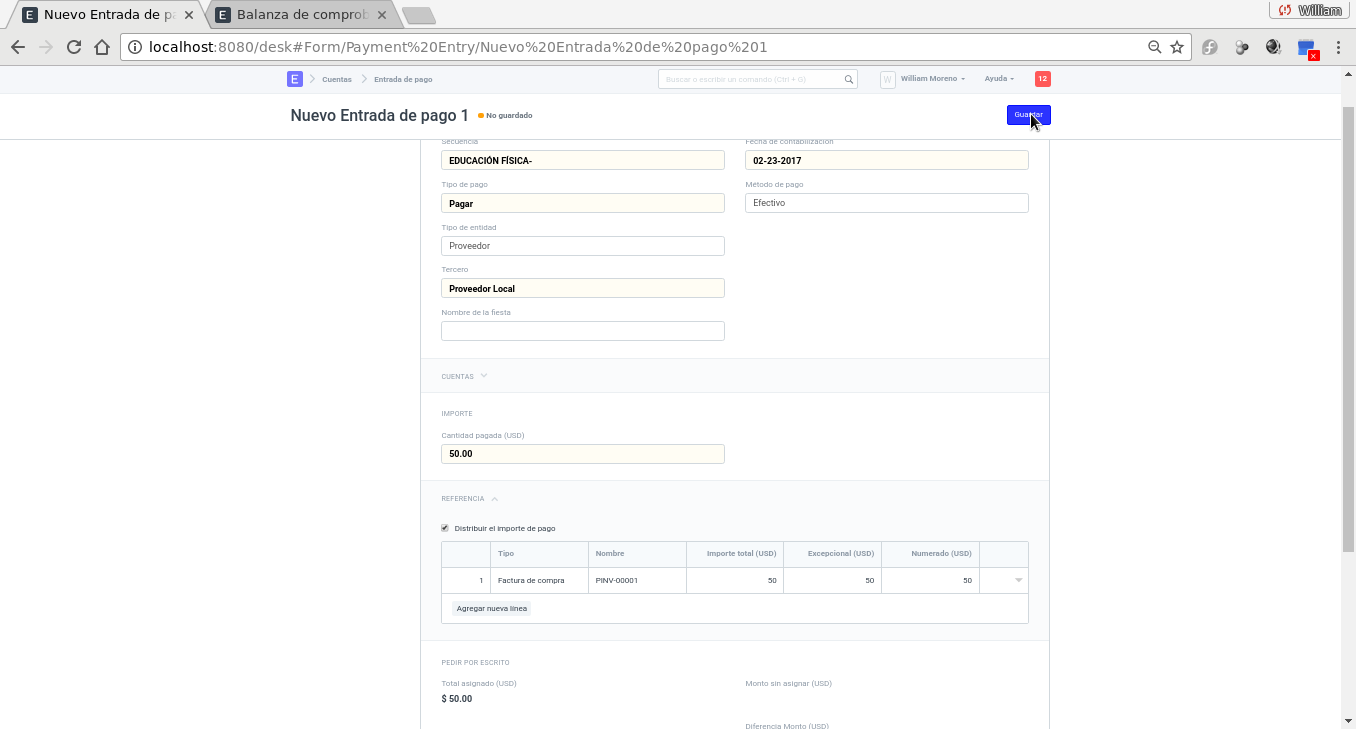 Nuevo Entrada de pa
Balanza de comprob
William
localhost:8080/desk#Form/Payment%20Entry/Nuevo%20Entrada%20de%20pago%201
E Cuentas Entrada de pago
Buscar o escribir un comando (Ctrl + G)
W William Moreno Ayuda 12
Nuevo Entrada de pago 1 No guardado
Guardar
Secuencia Fecha de contabilización
EDUCACIÓN FÍSICA- 02-23-2017
Tipo de pago Método de pago
Pagar Efectivo
Tipo de entidad
Proveedor
Tercero
Proveedor Local
Nombre de la fiesta
CUENTAS
IMPORTE
Cantidad pagada (USD)
50.00
REFERENCIA
Distribuir el importe de pago
Tipo Nombre Importe total (USD) Excepcional (USD) Numerado (USD)
1 Factura de compra PINV-00001 50 50 50
Agregar nueva línea
PEDIR POR ESCRITO
Total asignado (USD) Monto sin asignar (USD)
$ 50.00
Diferencia Monto (USD)